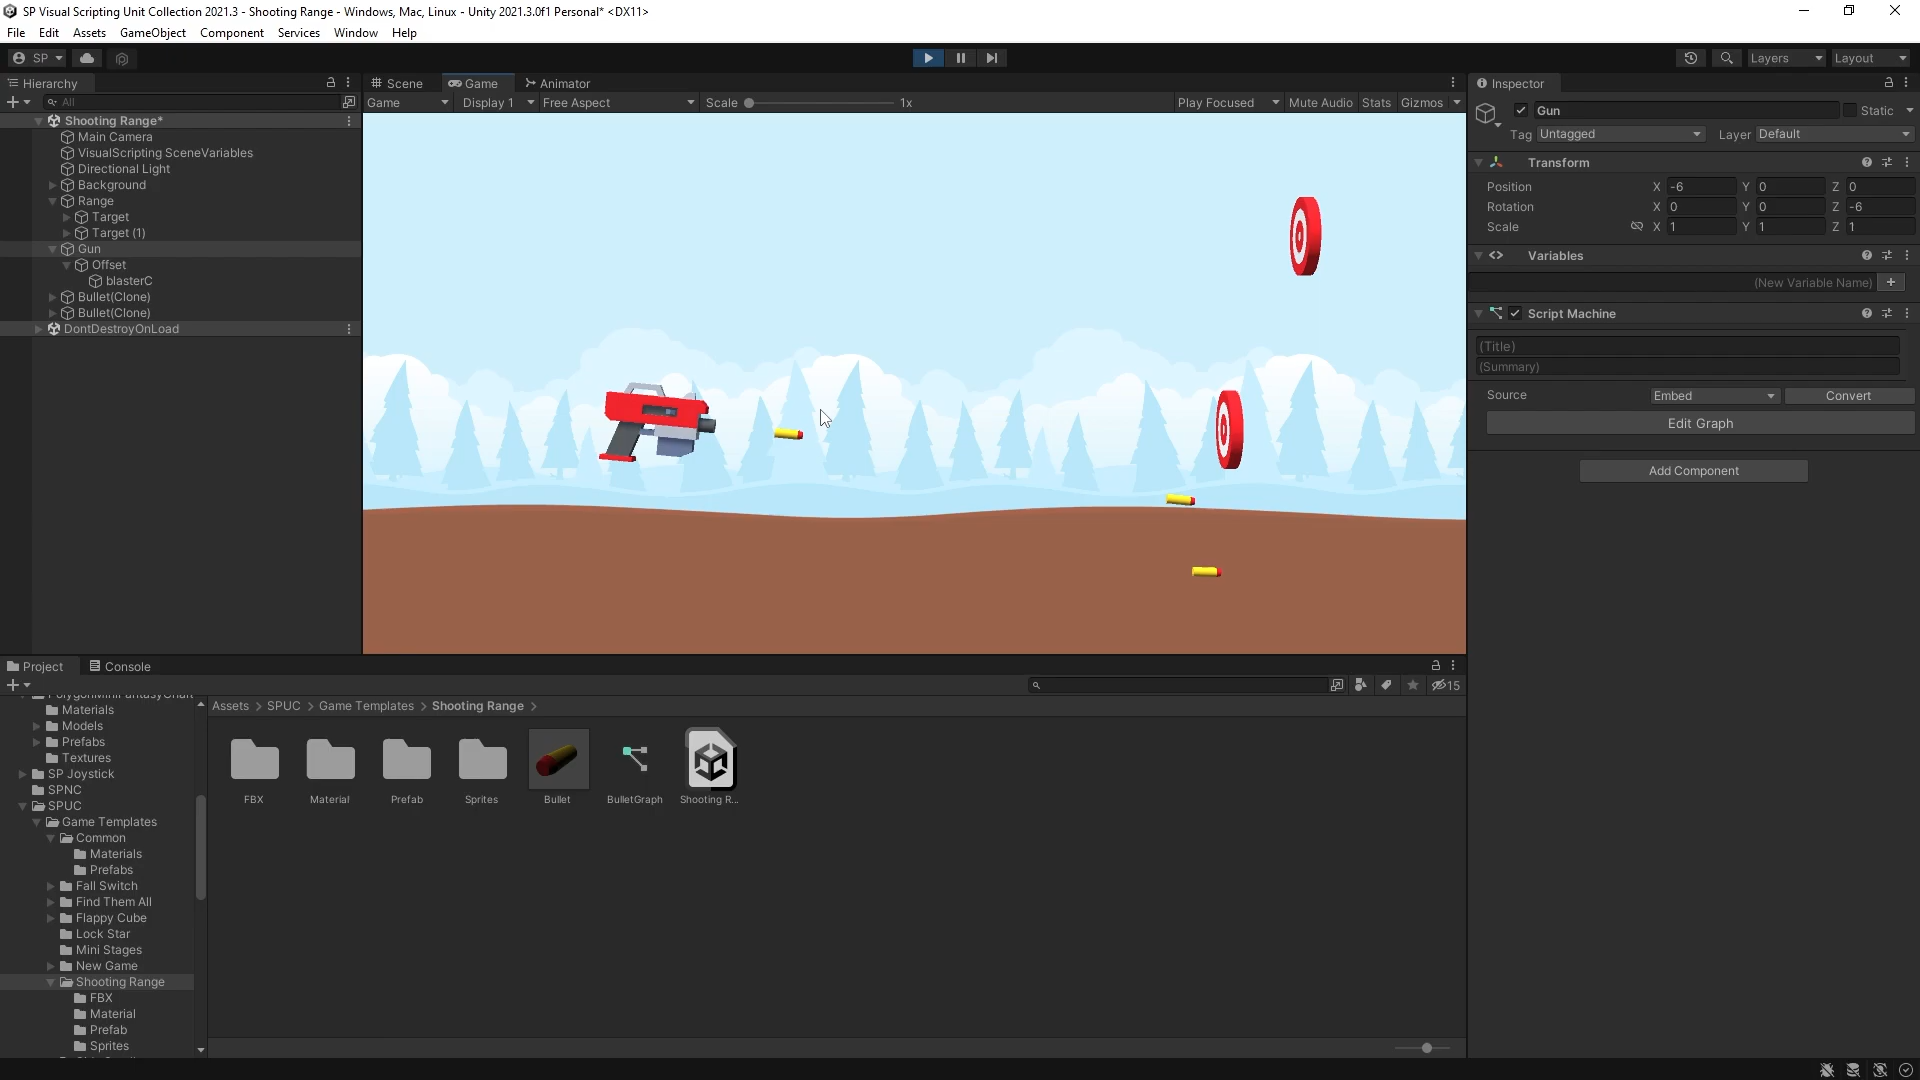 SP Visual Scripting Unit Collection 2021.3 - Shooting Range - Windows, Mac, Linux - Unity 2021.3.0f1 Personal* <DX11>
File Edit Assets GameObject Component Services Window Help
SP Layers Layout
Hierarchy
All
Shooting Range*
Main Camera
VisualScripting SceneVariables
Directional Light
Background
Range
Target
Target (1)
Gun
Offset
blasterC
Bullet(Clone)
Bullet(Clone)
DontDestroyOnLoad
Scene Game Animator
Game Display 1 Free Aspect Scale 1x Play Focused Mute Audio Stats Gizmos
Inspector
Gun Static
Tag Untagged Layer Default
Transform
Position X -6 Y 0 Z 0
Rotation X 0 Y 0 Z -6
Scale X 1 Y 1 Z 1
Variables
(New Variable Name)
Script Machine
(Title)
(Summary)
Source Embed Convert
Edit Graph
Add Component
Project Console
15
Materials
Models
Prefabs
Textures
SP Joystick
SPNC
SPUC
Game Templates
Common
Materials
Prefabs
Fall Switch
Find Them All
Flappy Cube
Lock Star
Mini Stages
New Game
Shooting Range
FBX
Material
Prefab
Sprites
Assets > SPUC > Game Templates > Shooting Range >
FBX Material Prefab Sprites Bullet BulletGraph Shooting R...